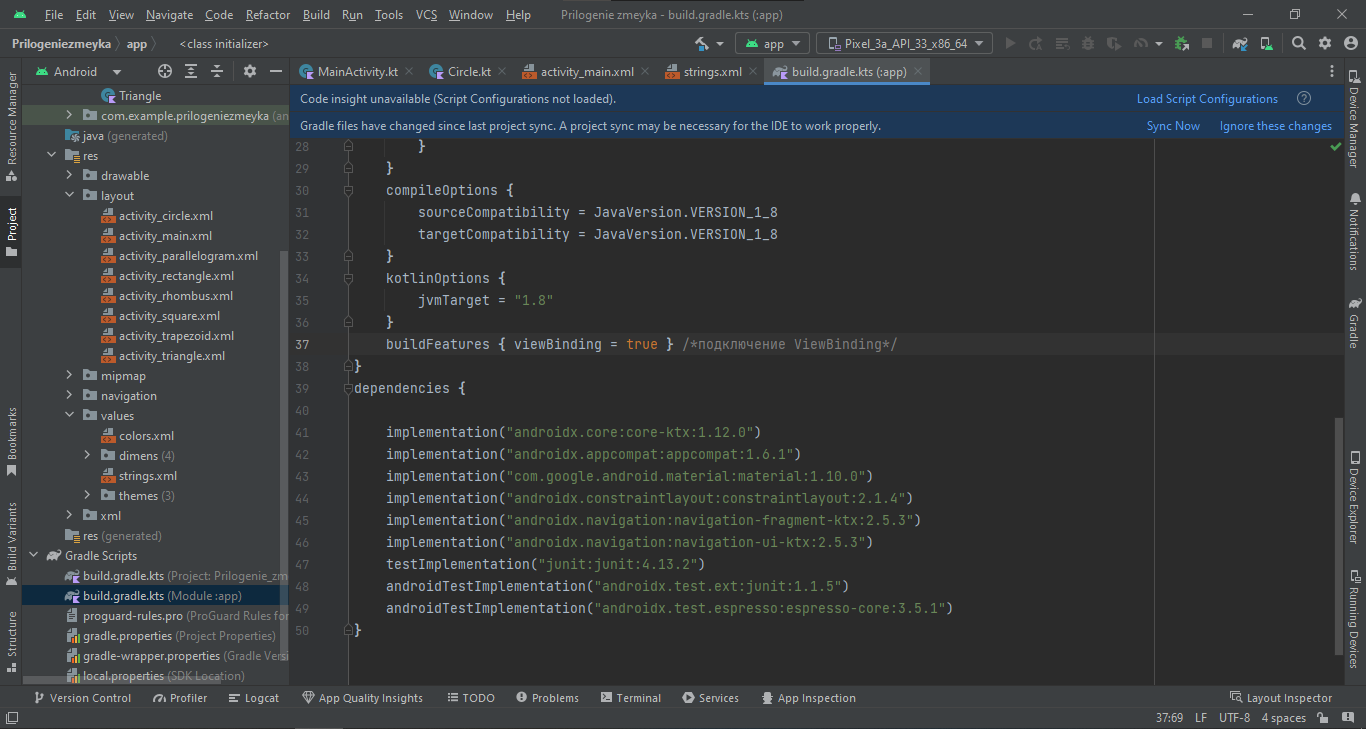 File Edit View Navigate Code Refactor Build Run Tools VCS Window Help Prilogenie zmeyka - build.gradle.kts (:app)
Prilogeniezmeyka app <class initializer> app Pixel_3a_API_33_x86_64
Android MainActivity.kt Circle.kt activity_main.xml strings.xml build.gradle.kts (:app)
Resource Manager
Project
Bookmarks
Build Variants
Structure
Triangle
com.example.prilogeniezmeyka (an
java (generated)
res
drawable
layout
activity_circle.xml
activity_main.xml
activity_parallelogram.xml
activity_rectangle.xml
activity_rhombus.xml
activity_square.xml
activity_trapezoid.xml
activity_triangle.xml
mipmap
navigation
values
colors.xml
dimens (4)
strings.xml
themes (3)
xml
res (generated)
Gradle Scripts
build.gradle.kts (Project: Prilogenie_zm
build.gradle.kts (Module :app)
proguard-rules.pro (ProGuard Rules for
gradle.properties (Project Properties)
gradle-wrapper.properties (Gradle Versi
local.properties (SDK Location)
Code insight unavailable (Script Configurations not loaded). Load Script Configurations
Gradle files have changed since last project sync. A project sync may be necessary for the IDE to work properly. Sync Now Ignore these changes
28 }
29 }
30 compileOptions {
31 sourceCompatibility = JavaVersion.VERSION_1_8
32 targetCompatibility = JavaVersion.VERSION_1_8
33 }
34 kotlinOptions {
35 jvmTarget = "1.8"
36 }
37 buildFeatures { viewBinding = true } /*подключение ViewBinding*/
38 }
39 dependencies {
40
41 implementation("androidx.core:core-ktx:1.12.0")
42 implementation("androidx.appcompat:appcompat:1.6.1")
43 implementation("com.google.android.material:material:1.10.0")
44 implementation("androidx.constraintlayout:constraintlayout:2.1.4")
45 implementation("androidx.navigation:navigation-fragment-ktx:2.5.3")
46 implementation("androidx.navigation:navigation-ui-ktx:2.5.3")
47 testImplementation("junit:junit:4.13.2")
48 androidTestImplementation("androidx.test.ext:junit:1.1.5")
49 androidTestImplementation("androidx.test.espresso:espresso-core:3.5.1")
50 }
Device Manager
Notifications
Gradle
Device Explorer
Running Devices
Version Control Profiler Logcat App Quality Insights TODO Problems Terminal Services App Inspection Layout Inspector
37:69 LF UTF-8 4 spaces